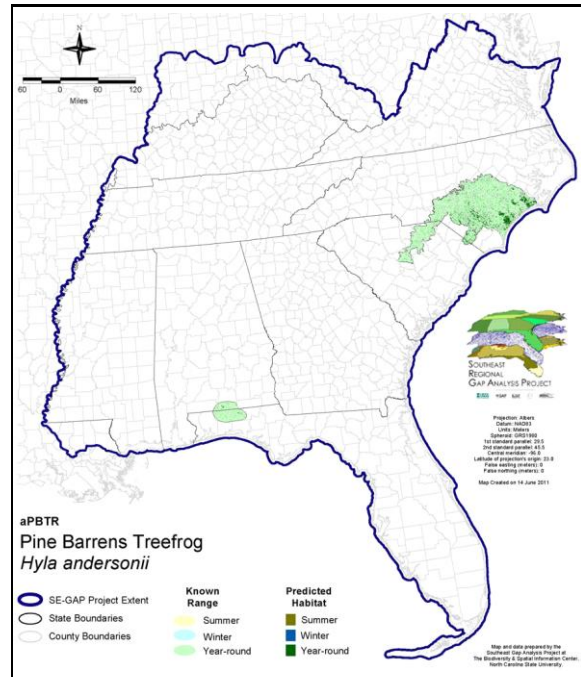 N
60 0 60 120
Miles
SOUTHEAST
REGIONAL
GAP ANALYSIS PROJECT
Projection: Albers
Datum: NAD83
Units: Meters
Spheroid: GRS1980
1st standard parallel: 29.5
2nd standard parallel: 45.5
Central meridian: -96.0
Latitude of projection's origin: 23.0
False easting (meters): 0
False northing (meters): 0
Map Created on 14 June 2011
aPBTR
Pine Barrens Treefrog
Hyla andersonii
SE-GAP Project Extent
State Boundaries
County Boundaries
Known
Range
Summer
Winter
Year-round
Predicted
Habitat
Summer
Winter
Year-round
Map and data prepared by the
Southeast Gap Analysis Project at
The Biodiversity & Spatial Information Center,
North Carolina State University.